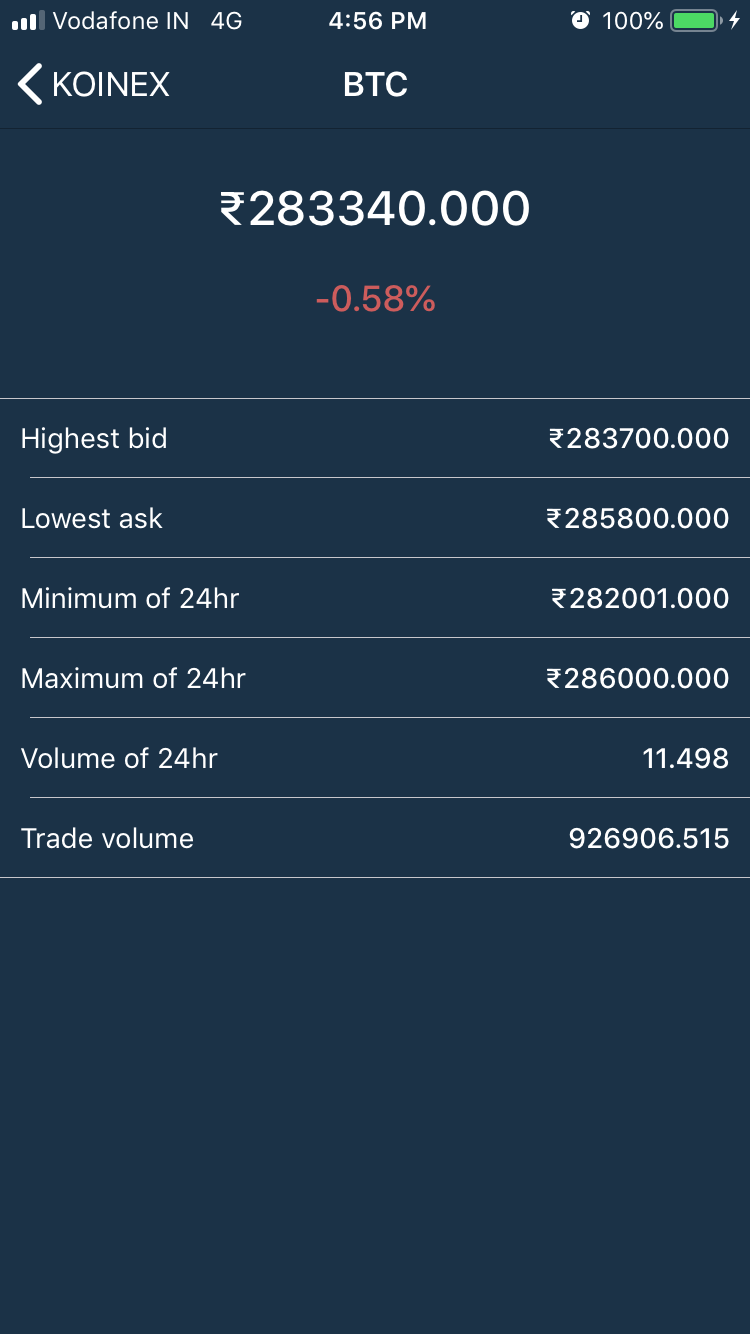 Vodafone IN 4G 4:56 PM 100%
KOINEX BTC
₹283340.000
-0.58%
Highest bid ₹283700.000
Lowest ask ₹285800.000
Minimum of 24hr ₹282001.000
Maximum of 24hr ₹286000.000
Volume of 24hr 11.498
Trade volume 926906.515